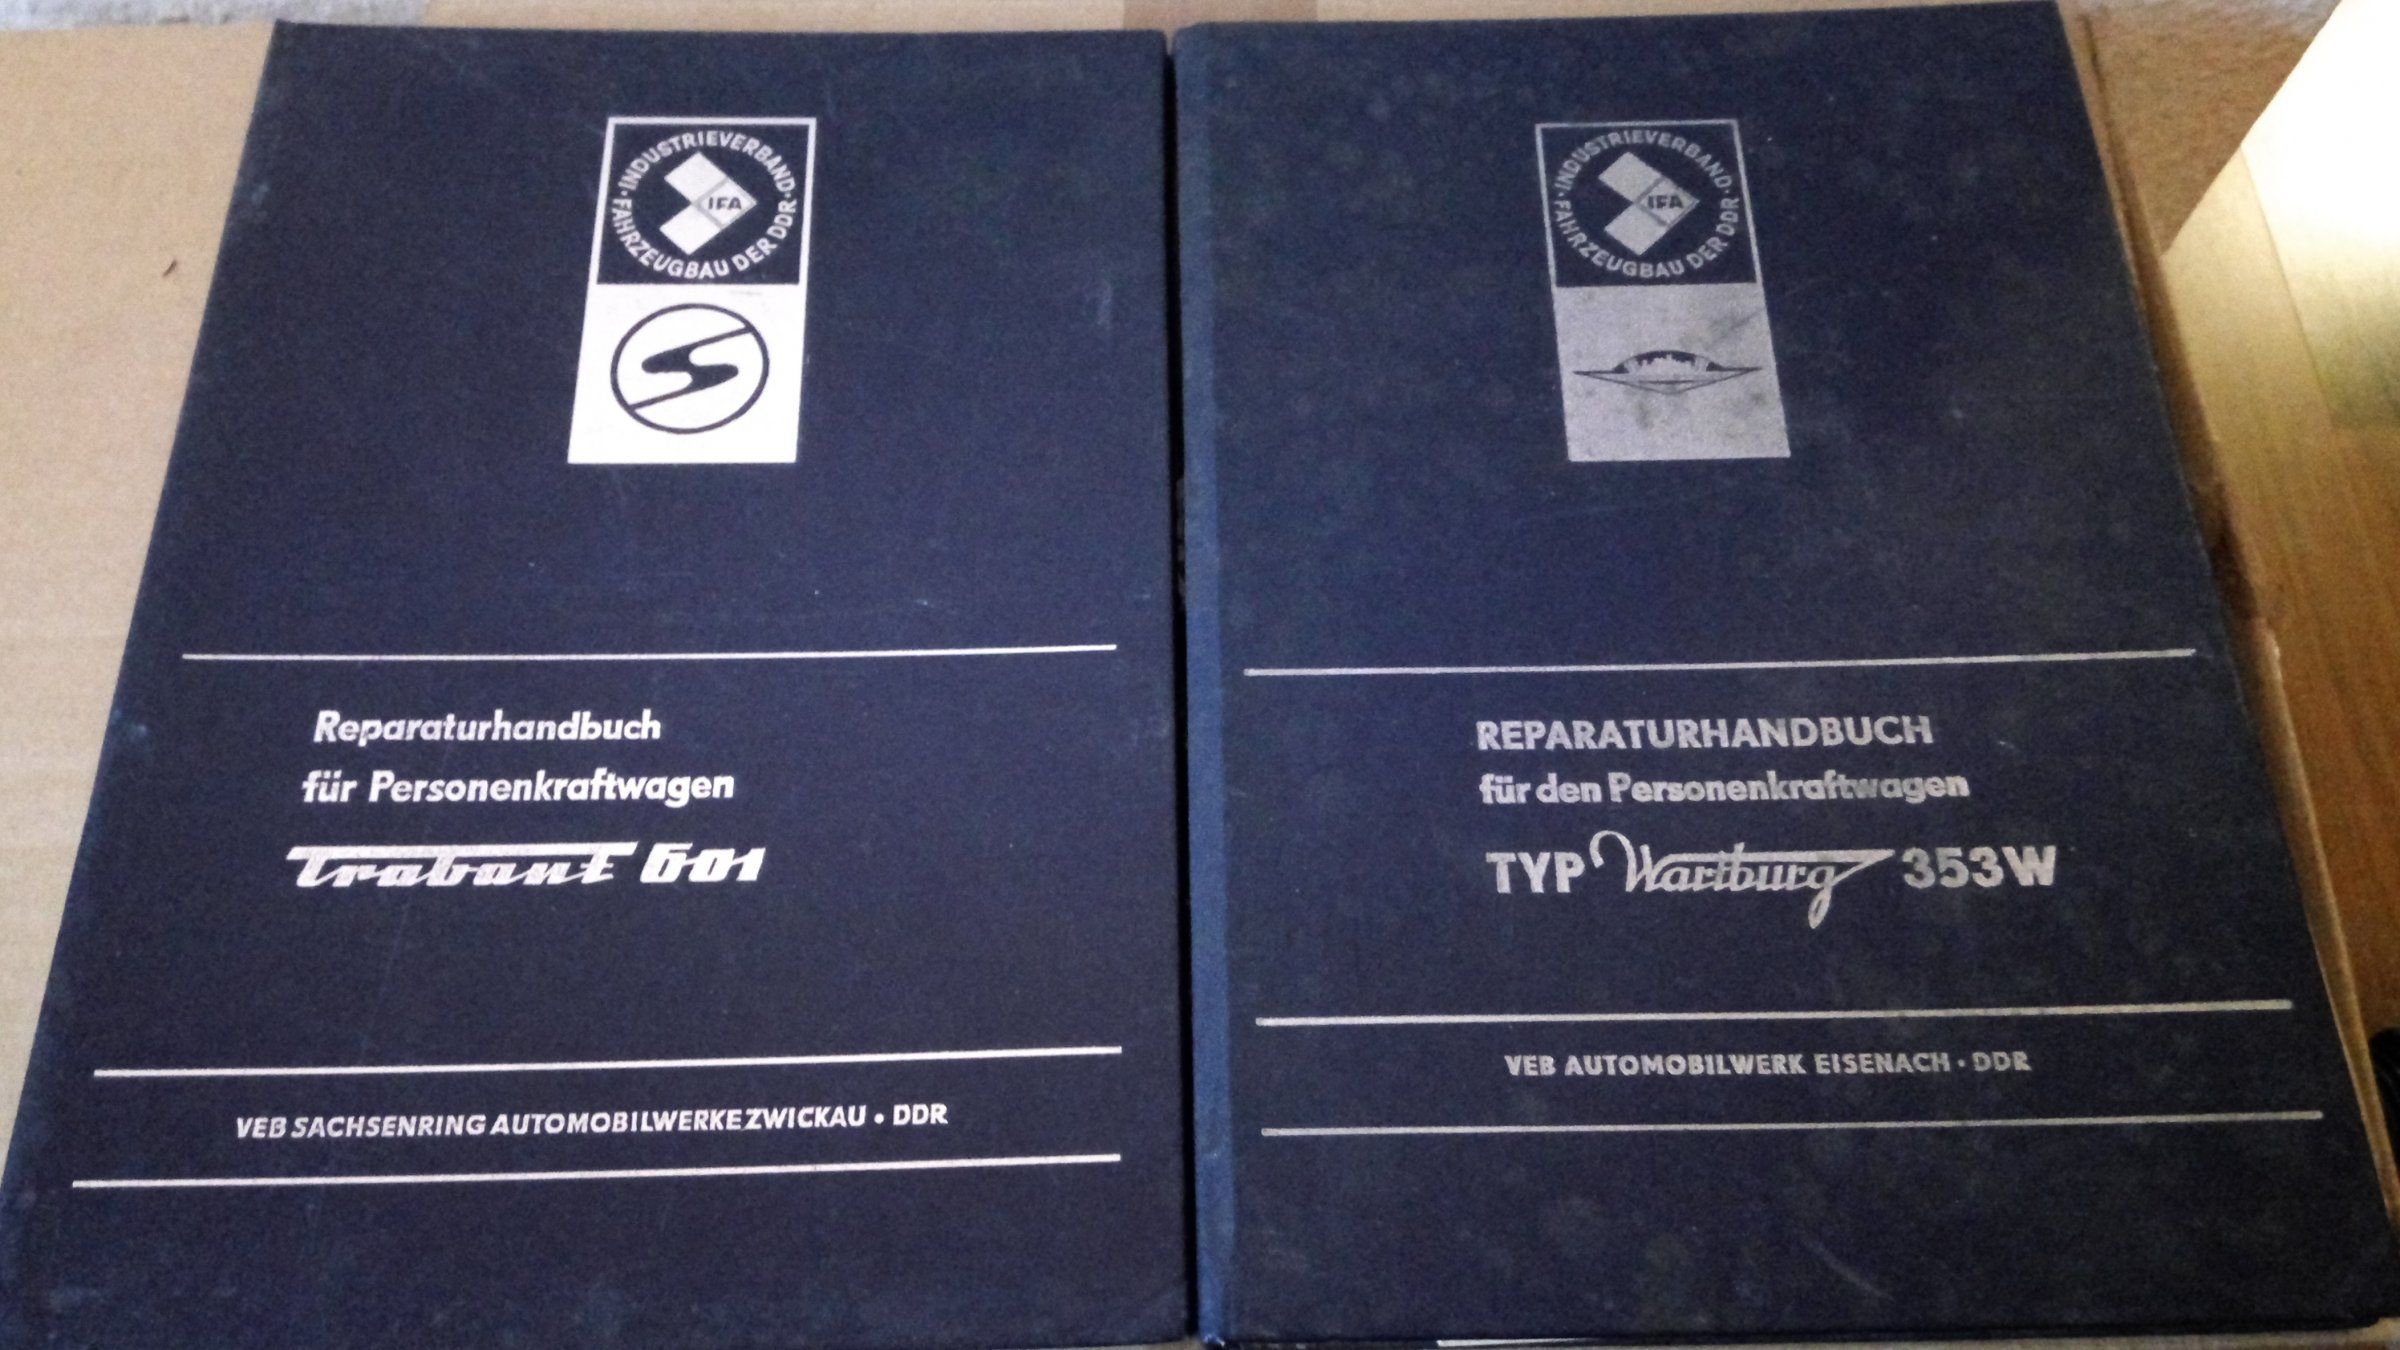 INDUSTRIEVERBAND
FAHRZEUGBAU DER DDR
IFA
S
Reparaturhandbuch
für Personenkraftwagen
Trabant 601
VEB SACHSENRING AUTOMOBILWERKE ZWICKAU • DDR
INDUSTRIEVERBAND
FAHRZEUGBAU DER DDR
IFA
REPARATURHANDBUCH
für den Personenkraftwagen
TYP Wartburg 353W
VEB AUTOMOBILWERK EISENACH • DDR